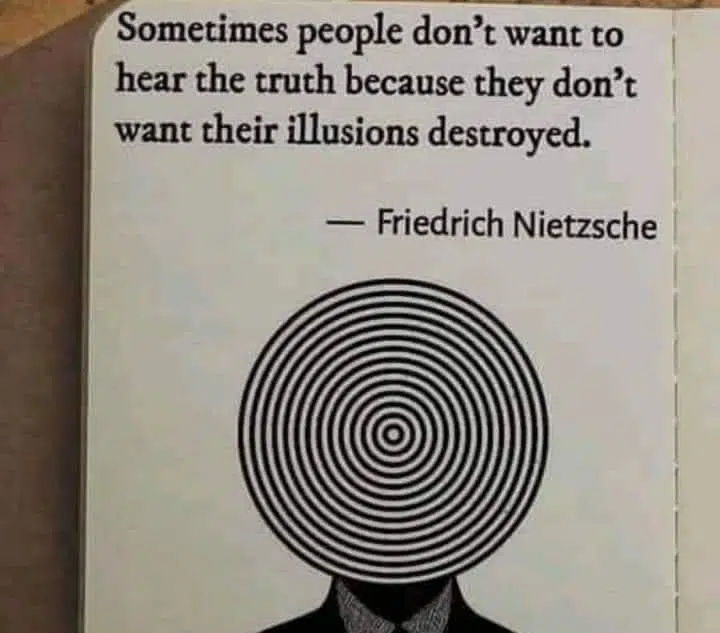 Sometimes people don’t want to
hear the truth because they don’t
want their illusions destroyed.
— Friedrich Nietzsche